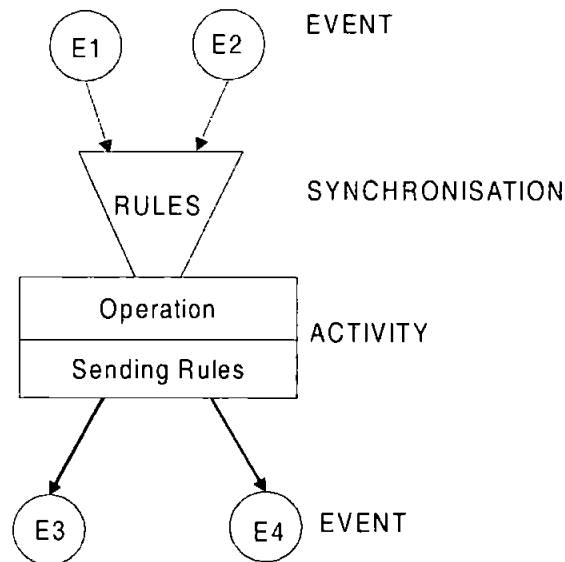 EVENT
E1 E2
RULES
SYNCHRONISATION
Operation
ACTIVITY
Sending Rules
E3 E4 EVENT